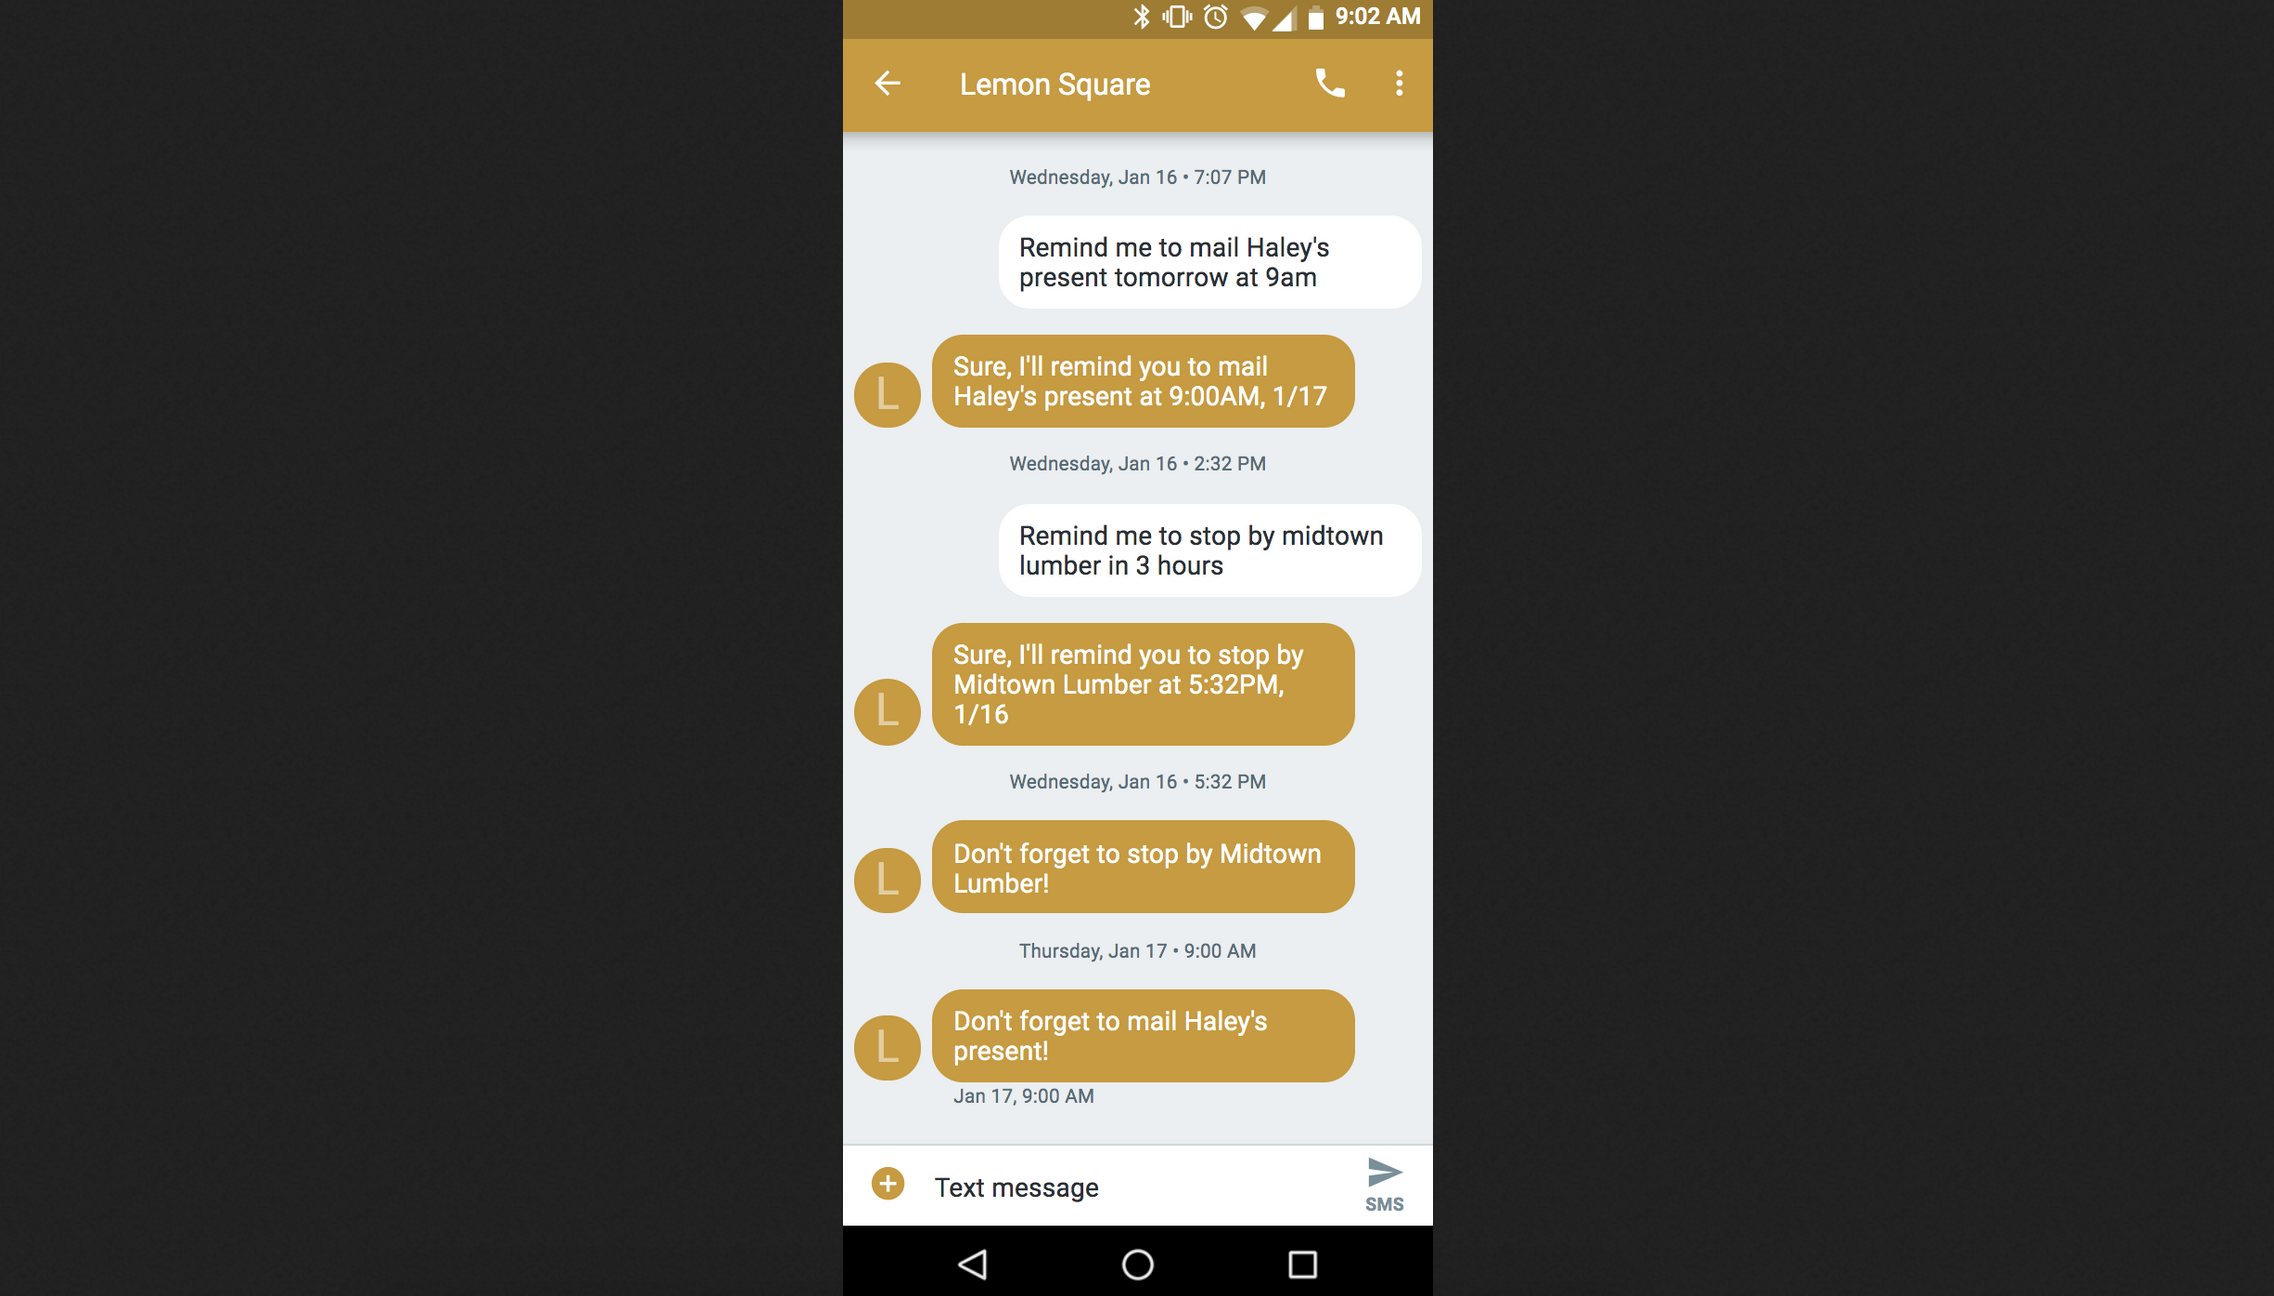 9:02 AM
Lemon Square
Wednesday, Jan 16 • 7:07 PM
Remind me to mail Haley's
present tomorrow at 9am
Sure, I'll remind you to mail
Haley's present at 9:00AM, 1/17
L
Wednesday, Jan 16 • 2:32 PM
Remind me to stop by midtown
lumber in 3 hours
Sure, I'll remind you to stop by
Midtown Lumber at 5:32PM,
1/16
L
Wednesday, Jan 16 • 5:32 PM
Don't forget to stop by Midtown
Lumber!
L
Thursday, Jan 17 • 9:00 AM
Don't forget to mail Haley's
present!
L
Jan 17, 9:00 AM
Text message
SMS